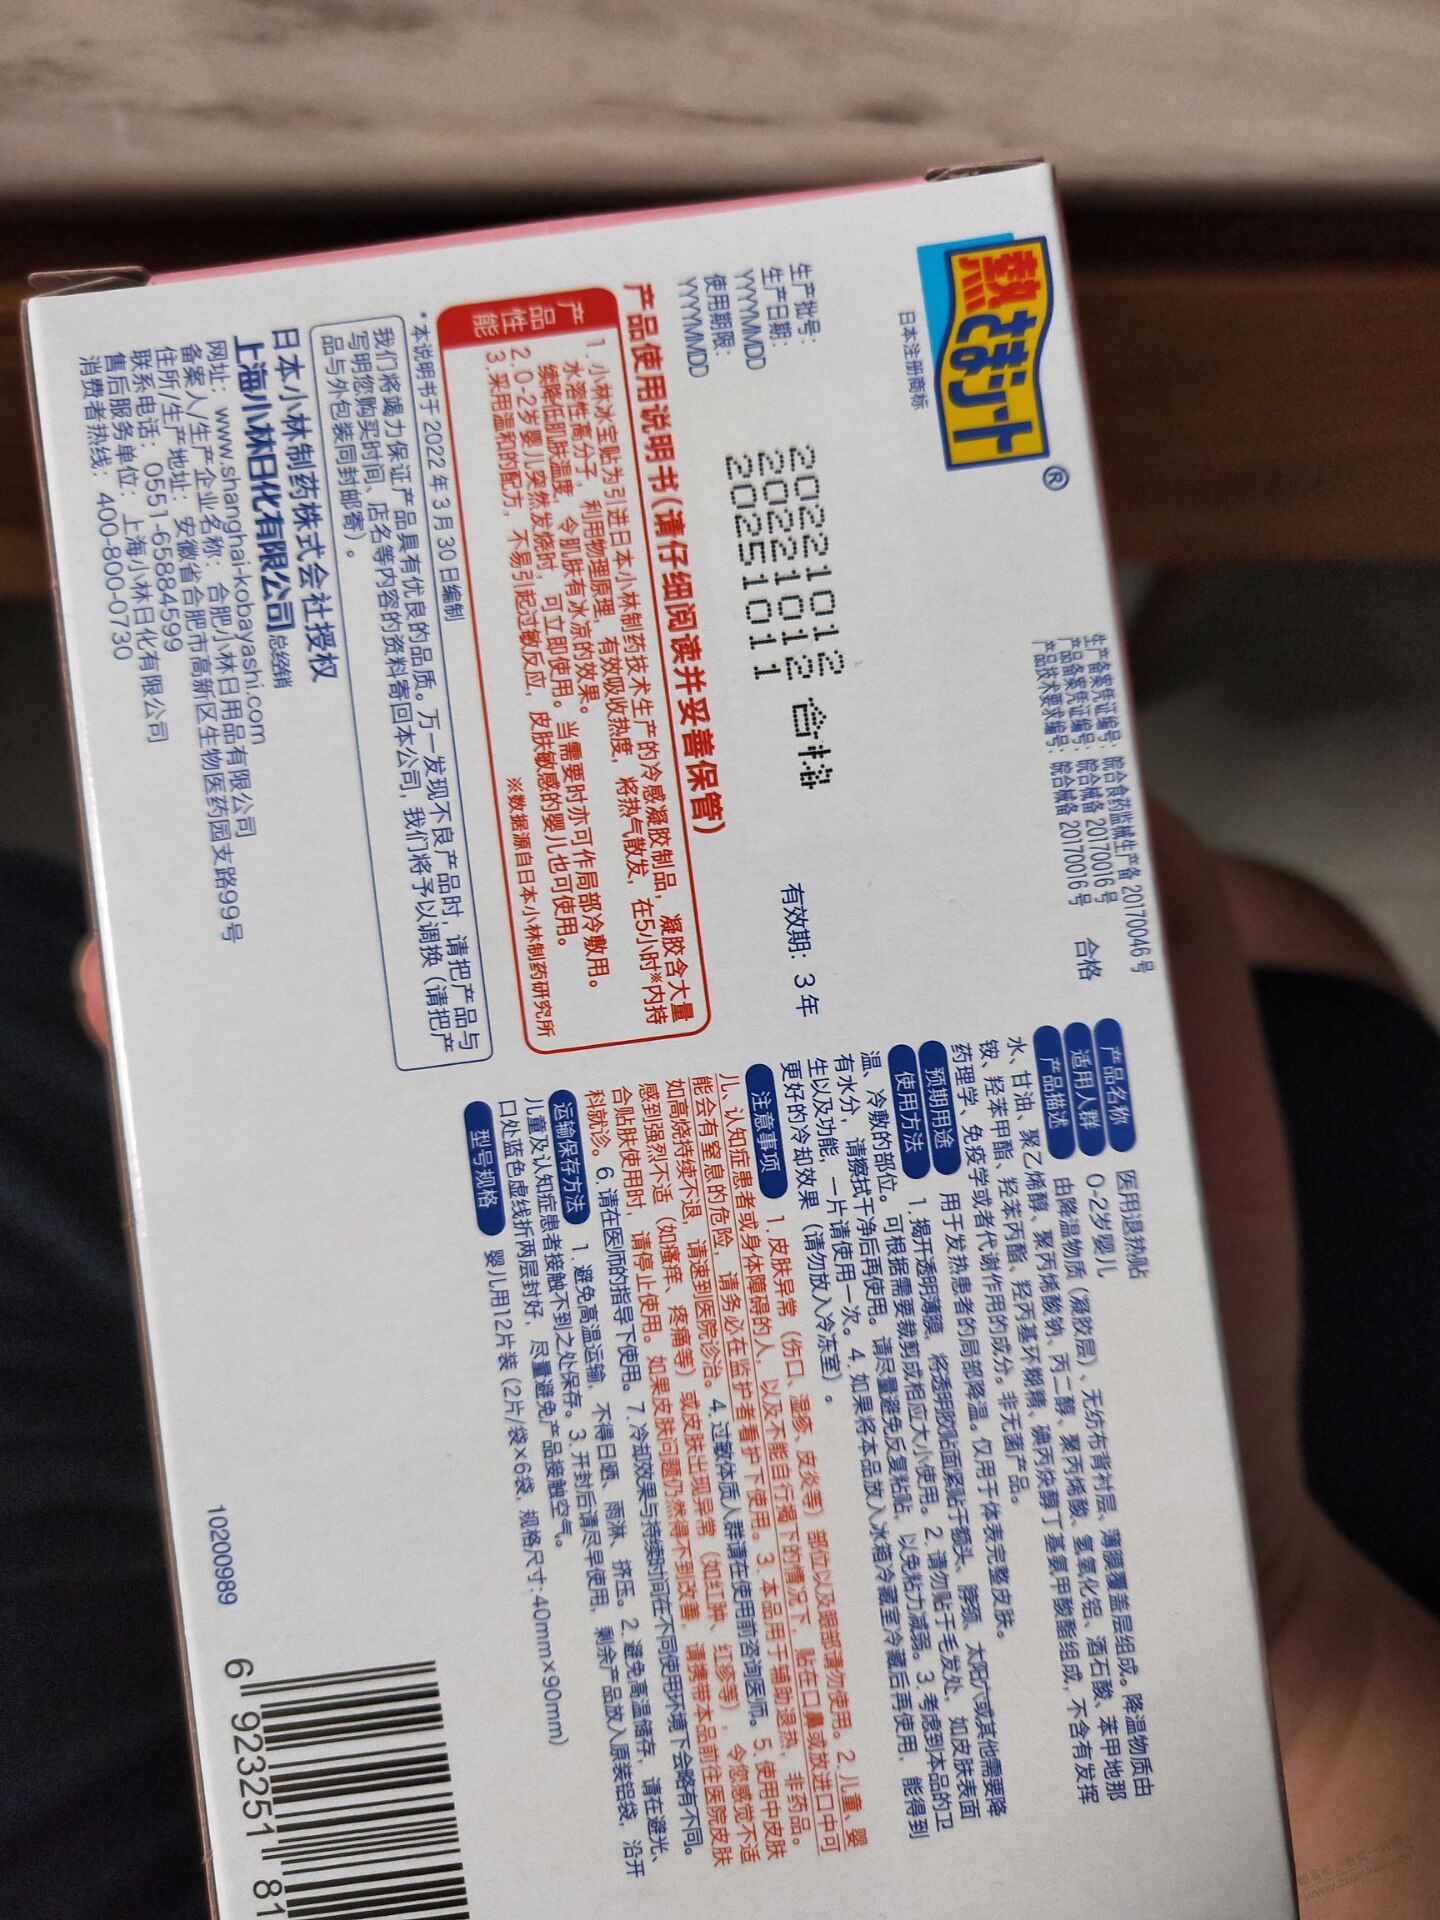 熱さまシート
®
日本注册商标
生产备案凭证编号：皖合食药监械生产备 20170046号
产品备案凭证编号：皖合械备 20170016 号
产品技术要求编号：皖合械备 20170016 号
合格
生产批号：
20221012
生产日期：
YYYYMMDD
20221012
使用期限：
YYYYMMDD
20251011
有效期：3 年
产品使用说明书（请仔细阅读并妥善保管）
产品性能
1. 小林冰宝贴为引进日本小林制药技术生产的冷感凝胶制品，凝胶含大量
水溶性高分子，利用物理原理，有效吸收热度，将热气散发，在5小时※内持
续降低肌肤温度，令肌肤有冰凉的效果。
2. 0-2岁婴儿突然发烧时，可立即使用。当需要时亦可作局部冷敷用。
3. 采用温和的配方，不易引起过敏反应，皮肤敏感的婴儿也可使用。
※数据源自日本小林制药研究所
*本说明书于2022 年 3 月 30 日编制
我们将竭力保证产品具有优良的品质。万一发现不良产品时，请把产品与
写明您购买时间、店名等内容的资料寄回本公司，我们将予以调换（请把产
品与外包装同封邮寄）。
日本小林制药株式会社授权
上海小林日化有限公司 总经销
网址：www.shanghai-kobayashi.com
备案人/生产企业名称：合肥小林日用品有限公司
住所/生产地址：安徽省合肥市高新区生物医药园支路99号
联系电话：0551-65884599
售后服务单位：上海小林日化有限公司
消费者热线：400-800-0730
产品名称 医用退热贴
适用人群 0-2岁婴儿
产品描述 由降温物质（凝胶层）、无纺布背衬层、薄膜覆盖层组成。降温物质由
水、甘油、聚乙烯醇、聚丙烯酸钠、丙二醇、聚丙烯酸、氢氧化铝、酒石酸、苯甲地那
铵、羟苯甲酯、羟苯丙酯、羟丙基环糊精、碘丙炔醇丁基氨甲酸酯组成，不含有发挥
药理学、免疫学或者代谢作用的成分。非无菌产品。
预期用途 用于发热患者的局部降温。仅用于体表完整皮肤。
使用方法 1. 揭开透明薄膜，将透明胶贴面紧贴于额头、脖颈、太阳穴或其他需要降
温、冷敷的部位。可根据需要裁剪成相应大小使用。2. 请勿贴于毛发处，如皮肤表面
有水分，请擦拭干净后再使用。请尽量避免反复粘贴，以免粘力减弱。3. 考虑到本品的卫
生以及功能，一片请使用一次。4. 如果将本品放入冰箱冷藏室冷藏后再使用，能得到
更好的冷却效果（请勿放入冷冻室）。
注意事项 1. 皮肤异常（伤口、湿疹、皮炎等）部位以及眼部请勿使用。2. 儿童、婴
儿、认知症患者或身体障碍的人，以及不能自行揭下的情况下，贴在口鼻或放进口中可
能会有窒息的危险，请务必在监护者看护下使用。3. 本品用于辅助退热，非药品。
如高烧持续不退，请速到医院诊治。4. 过敏体质人群请在使用前咨询医师。5. 使用中皮肤
感到强烈不适（如瘙痒、疼痛等）或皮肤出现异常（如红肿、红疹等），令您感觉不适
合贴肤使用时，请停止使用。如果皮肤问题仍然得不到改善，请携带本品前往医院皮肤
科就诊。6. 请在医师的指导下使用。7. 冷却效果与持续时间在不同使用环境下会略有不同。
运输保存方法 1. 避免高温运输，不得日晒、雨淋、挤压。2. 避免高温储存，请在避光、
儿童及认知症患者接触不到之处保存。3. 开封后请尽早使用，剩余产品放入原装铝袋，沿开
口处蓝色虚线折两层封好，尽量避免产品接触空气。
型号规格 婴儿用12片装（2片/袋×6袋，规格尺寸：40mm×90mm）
10200989
6 923251 81